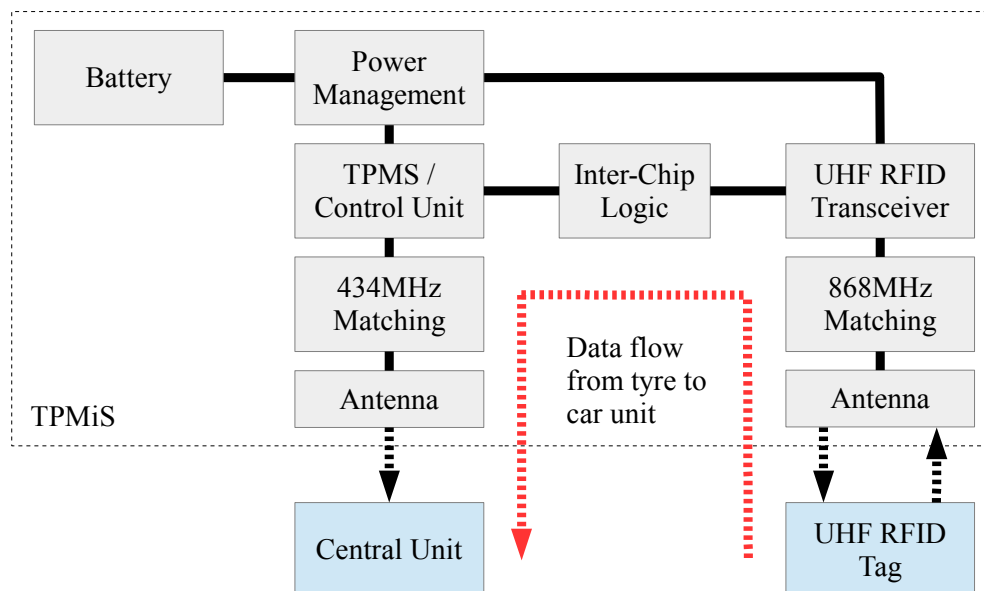 Battery
Power
Management
TPMS /
Control Unit
Inter-Chip
Logic
UHF RFID
Transceiver
434MHz
Matching
868MHz
Matching
Data flow
from tyre to
car unit
Antenna
Antenna
TPMiS
Central Unit
UHF RFID
Tag